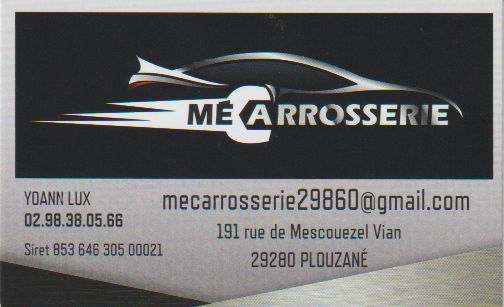 MÉCARROSSERIE
YOANN LUX
02.98.38.05.66
Siret 853 646 305 00021
mecarrosserie29860@gmail.com
191 rue de Mescouezel Vian
29280 PLOUZANÉ